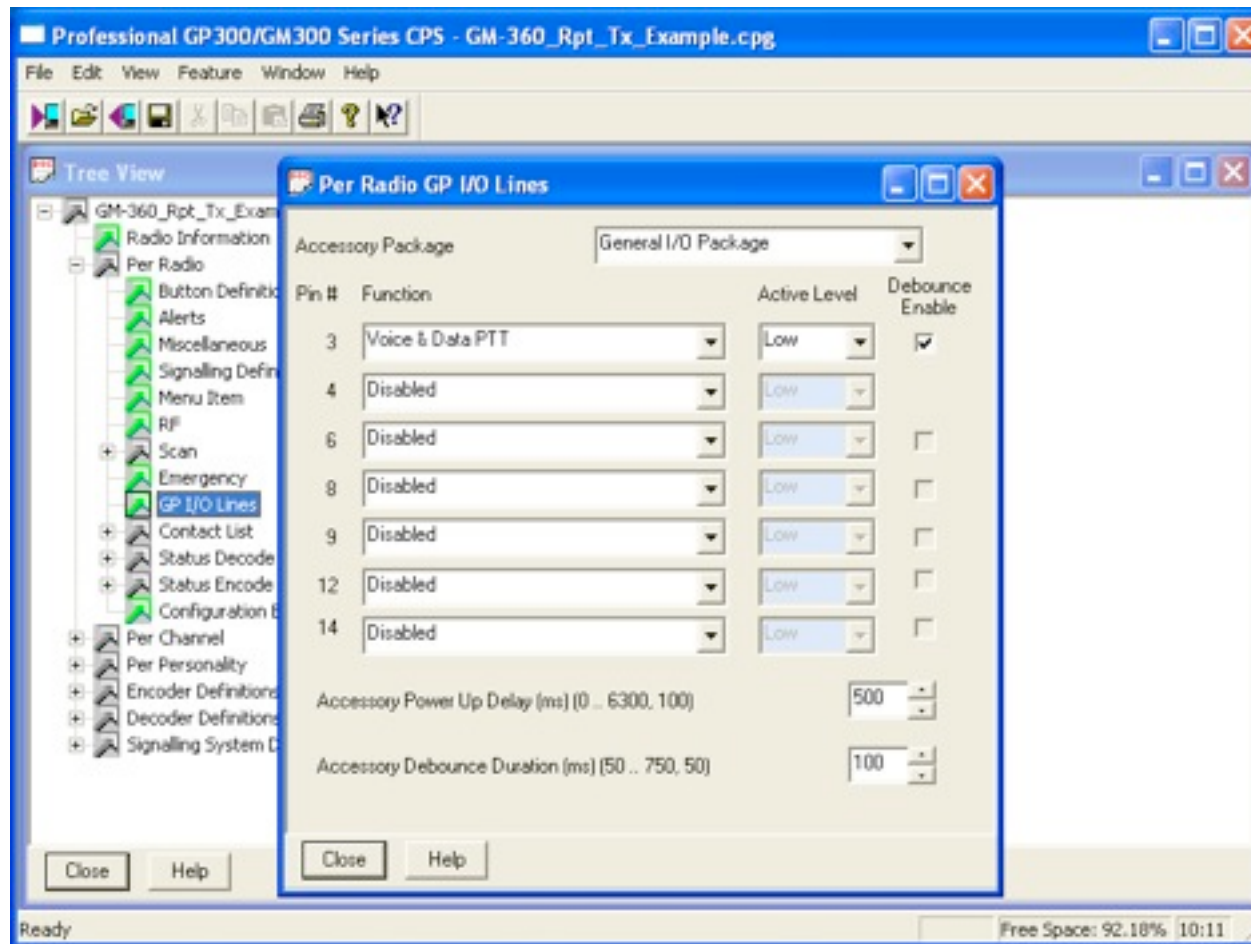 Professional GP300/GM300 Series CPS - GM-360_Rpt_Tx_Example.cpg
File Edit View Feature Window Help
Tree View
GM-360_Rpt_Tx_Exam
Radio Information
Per Radio
Button Definitio
Alerts
Miscellaneous
Signalling Defin
Menu Item
RF
Scan
Emergency
GP I/O Lines
Contact List
Status Decode
Status Encode
Configuration
Per Channel
Per Personality
Encoder Definitions
Decoder Definitions
Signalling System D
Close Help
Per Radio GP I/O Lines
Accessory Package General I/O Package
Pin # Function Active Level Debounce Enable
3 Voice & Data PTT Low
4 Disabled Low
6 Disabled Low
8 Disabled Low
9 Disabled Low
12 Disabled Low
14 Disabled Low
Accessory Power Up Delay (ms) (0 .. 6300, 100) 500
Accessory Debounce Duration (ms) (50 .. 750, 50) 100
Close Help
Ready Free Space: 92.18% 10:11